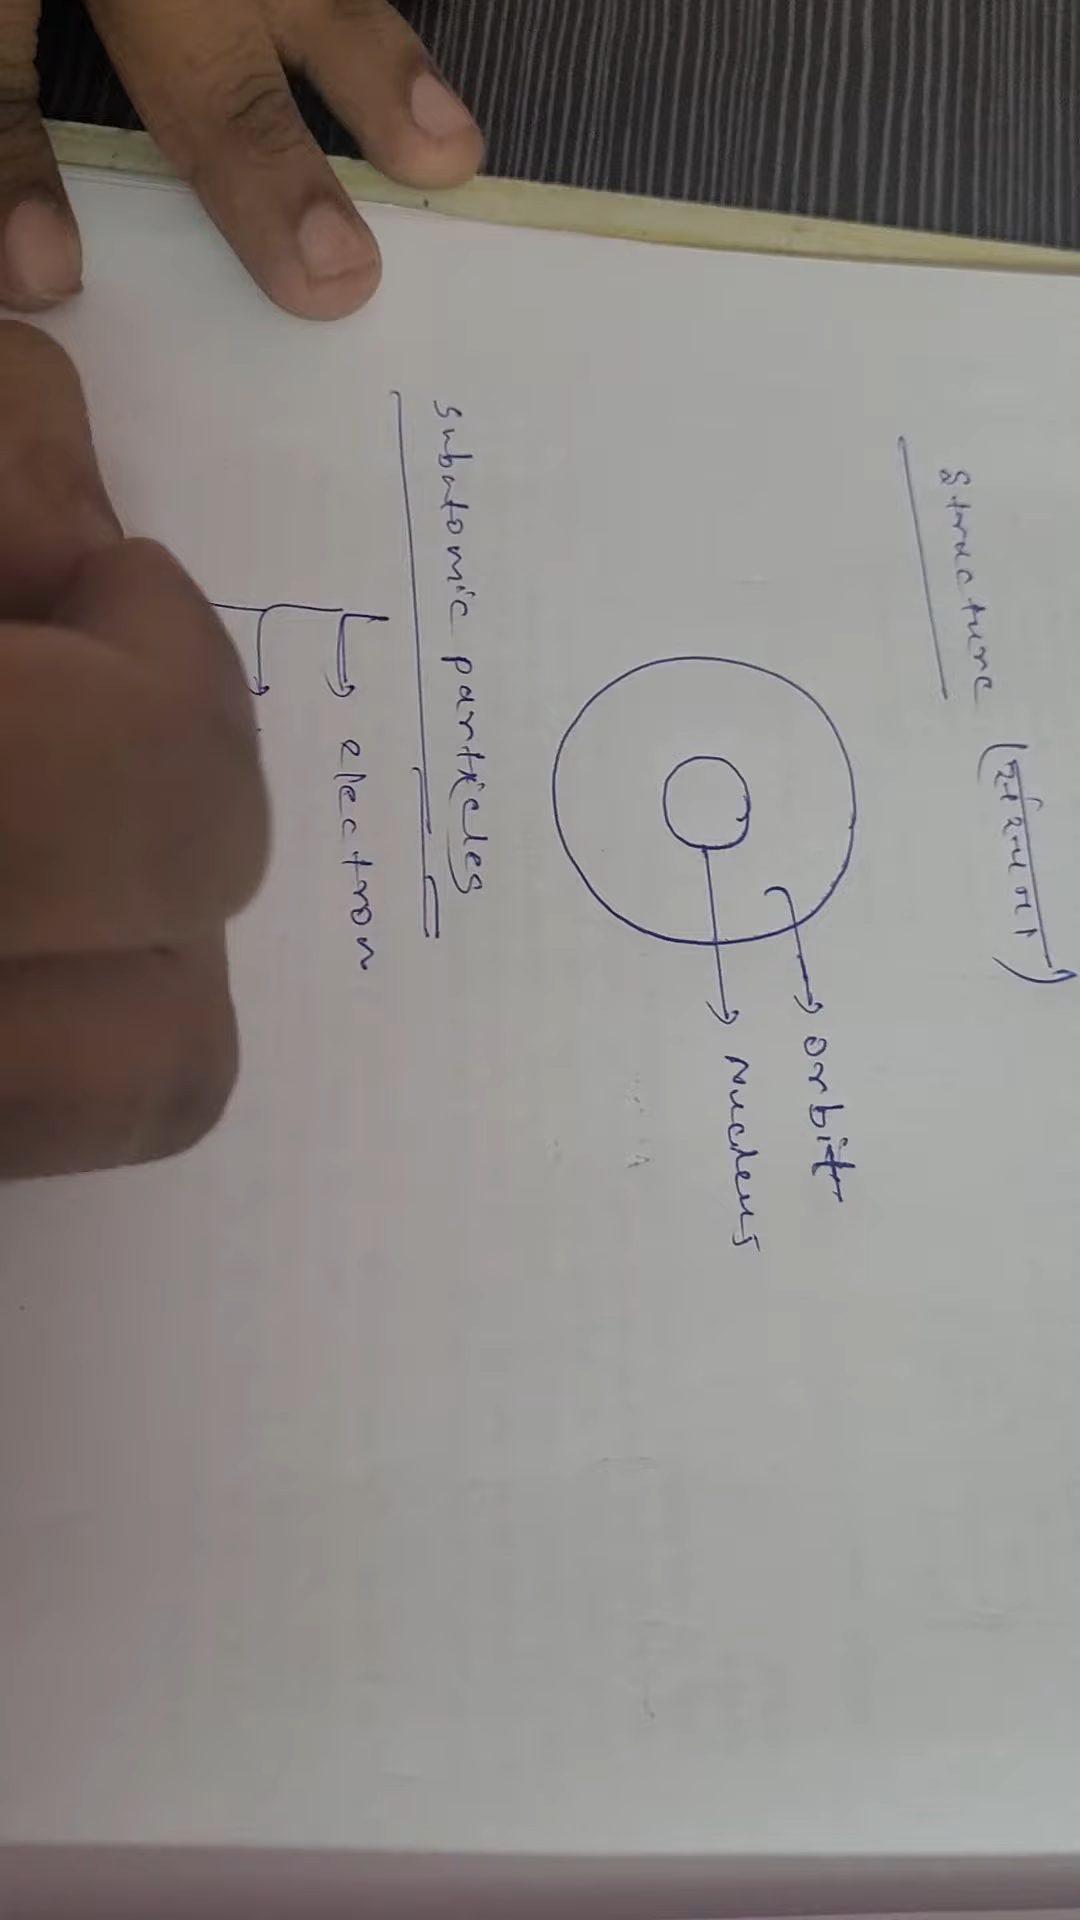 Structure (संरचना)
orbit
Nucleus
Subatomic particles
electron